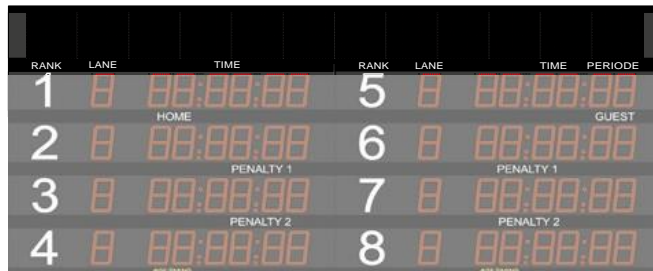 RANK LANE TIME RANK LANE TIME PERIODE
1 8 88:88:88 5 8 88:88:88
HOME GUEST
2 8 88:88:88 6 8 88:88:88
PENALTY 1 PENALTY 1
3 8 88:88:88 7 8 88:88:88
PENALTY 2 PENALTY 2
4 8 88:88:88 8 8 88:88:88